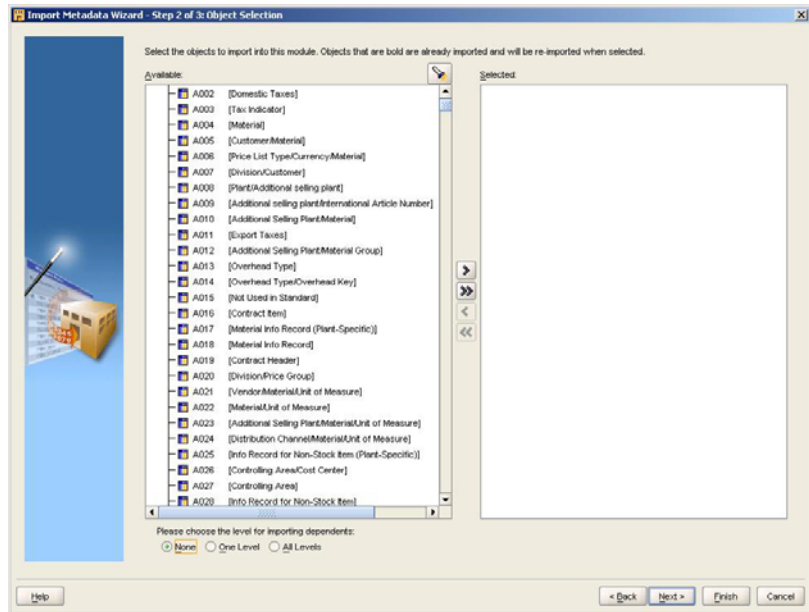 Import Metadata Wizard - Step 2 of 3: Object Selection
Select the objects to import into this module. Objects that are bold are already imported and will be re-imported when selected.
Available:
Selected:
A002 [Domestic Taxes]
A003 [Tax Indicator]
A004 [Material]
A005 [Customer/Material]
A006 [Price List Type/Currency/Material]
A007 [Division/Customer]
A008 [Plant/Additional selling plant]
A009 [Additional selling plant/International Article Number]
A010 [Additional Selling Plant/Material]
A011 [Export Taxes]
A012 [Additional Selling Plant/Material Group]
A013 [Overhead Type]
A014 [Overhead Type/Overhead Key]
A015 [Not Used in Standard]
A016 [Contract Item]
A017 [Material Info Record (Plant-Specific)]
A018 [Material Info Record]
A019 [Contract Header]
A020 [Division/Price Group]
A021 [Vendor/Material/Unit of Measure]
A022 [Material/Unit of Measure]
A023 [Additional Selling Plant/Material/Unit of Measure]
A024 [Distribution Channel/Material/Unit of Measure]
A025 [Info Record for Non-Stock Item (Plant-Specific)]
A026 [Controlling Area/Cost Center]
A027 [Controlling Area]
A028 [Info Record for Non-Stock Item]
Please choose the level for importing dependents:
None One Level All Levels
Help < Back Next > Finish Cancel